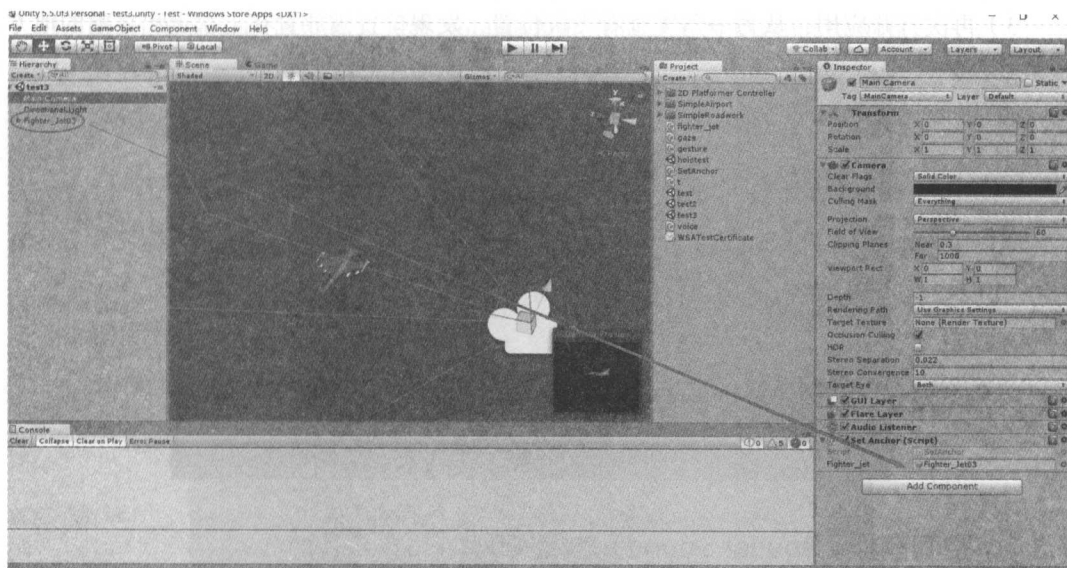 Unity 5.5.0f3 Personal - test3.unity - Test - Windows Store Apps <DX11>
File Edit Assets GameObject Component Window Help
Pivot Local
Collab Account Layers Layout
Hierarchy
Create All
test3
Main Camera
Directional Light
Fighter_Jet03
Scene Game
Shaded 2D Gizmos All
Project
Create
2D Platformer Controller
SimpleAirport
SimpleRoadwork
fighter_jet
gaze
gesture
holotest
SetAnchor
t
test
test2
test3
voice
WSATestCertificate
Inspector
Main Camera Static
Tag MainCamera Layer Default
Transform
Position X 0 Y 0 Z 0
Rotation X 0 Y 0 Z 0
Scale X 1 Y 1 Z 1
Camera
Clear Flags Solid Color
Background
Culling Mask Everything
Projection Perspective
Field of View 60
Clipping Planes Near 0.3
Far 1000
Viewport Rect X 0 Y 0
W 1 H 1
Depth -1
Rendering Path Use Graphics Settings
Target Texture None (Render Texture)
Occlusion Culling
HDR
Stereo Separation 0.022
Stereo Convergence 10
Target Eye Both
GUI Layer
Flare Layer
Audio Listener
Set Anchor (Script)
Script SetAnchor
Fighter_jet Fighter_Jet03
Add Component
Console
Clear Collapse Clear on Play Error Pause 0 5 0